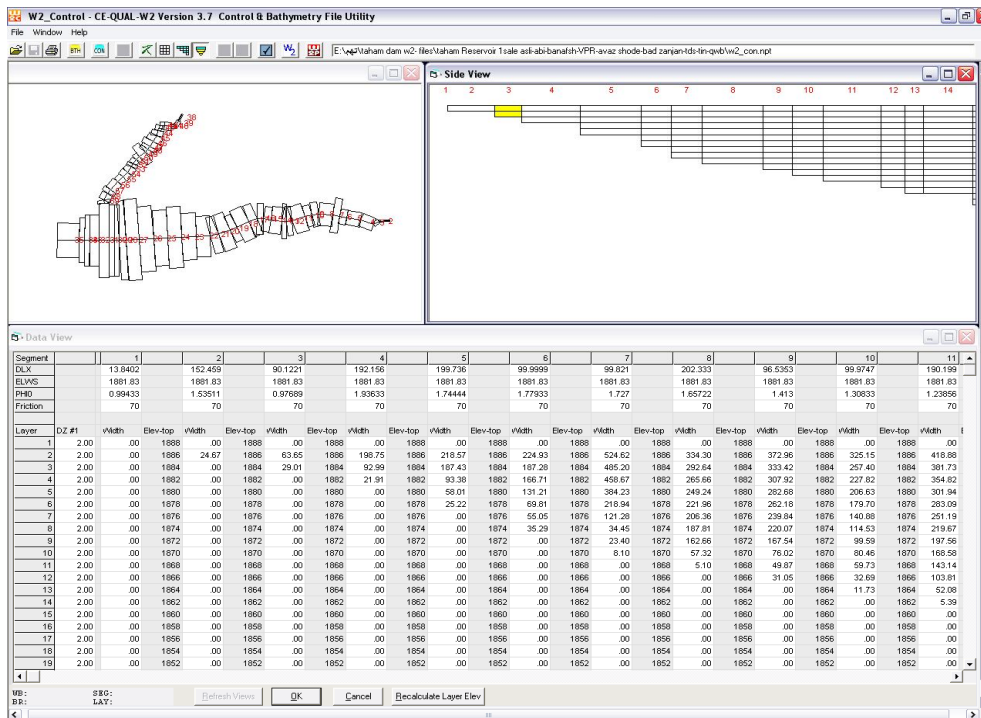 W2_Control - CE-QUAL-W2 Version 3.7 Control & Bathymetry File Utility
File Window Help
BTH CON W2 taham dam w2- files\taham Reservoir 1sale asli-abi-banafsh-VPR-avaz shode-bad zanjan-tds-tin-qwb\w2_con.npt
Side View
1 2 3 4 5 6 7 8 9 10 11 12 13 14
Data View
Segment 1 2 3 4 5 6 7 8 9 10 11
DLX 13.8402 152.459 90.1221 192.156 199.736 99.9999 99.821 202.333 96.5353 99.9747 190.199
ELWS 1881.83 1881.83 1881.83 1881.83 1881.83 1881.83 1881.83 1881.83 1881.83 1881.83 1881.83
PHI0 0.99433 1.53511 0.97689 1.93633 1.74444 1.77933 1.727 1.65722 1.413 1.30833 1.23856
Friction 70 70 70 70 70 70 70 70 70 70 70
Layer DZ #1 Width Elev-top Width Elev-top Width Elev-top Width Elev-top Width Elev-top Width Elev-top Width Elev-top Width Elev-top Width Elev-top Width Elev-top Width E
1 2.00 .00 1888 .00 1888 .00 1888 .00 1888 .00 1888 .00 1888 .00 1888 .00 1888 .00 1888 .00 1888 .00
2 2.00 .00 1886 24.67 1886 63.65 1886 198.75 1886 218.57 1886 224.93 1886 524.62 1886 334.30 1886 372.96 1886 325.15 1886 418.88
3 2.00 .00 1884 .00 1884 29.01 1884 92.99 1884 187.43 1884 187.28 1884 485.20 1884 292.64 1884 333.42 1884 257.40 1884 381.73
4 2.00 .00 1882 .00 1882 .00 1882 21.91 1882 93.38 1882 166.71 1882 458.67 1882 265.66 1882 307.92 1882 227.82 1882 354.82
5 2.00 .00 1880 .00 1880 .00 1880 .00 1880 58.01 1880 131.21 1880 384.23 1880 249.24 1880 282.68 1880 206.63 1880 301.94
6 2.00 .00 1878 .00 1878 .00 1878 .00 1878 25.22 1878 69.81 1878 218.94 1878 221.96 1878 262.18 1878 179.70 1878 283.09
7 2.00 .00 1876 .00 1876 .00 1876 .00 1876 .00 1876 55.05 1876 121.28 1876 206.36 1876 239.84 1876 140.88 1876 251.19
8 2.00 .00 1874 .00 1874 .00 1874 .00 1874 .00 1874 35.29 1874 34.45 1874 187.81 1874 220.07 1874 114.53 1874 219.67
9 2.00 .00 1872 .00 1872 .00 1872 .00 1872 .00 1872 .00 1872 23.40 1872 162.66 1872 167.54 1872 99.59 1872 197.56
10 2.00 .00 1870 .00 1870 .00 1870 .00 1870 .00 1870 .00 1870 8.10 1870 57.32 1870 76.02 1870 80.46 1870 168.58
11 2.00 .00 1868 .00 1868 .00 1868 .00 1868 .00 1868 .00 1868 .00 1868 5.10 1868 49.87 1868 59.73 1868 143.14
12 2.00 .00 1866 .00 1866 .00 1866 .00 1866 .00 1866 .00 1866 .00 1866 .00 1866 31.05 1866 32.69 1866 103.81
13 2.00 .00 1864 .00 1864 .00 1864 .00 1864 .00 1864 .00 1864 .00 1864 .00 1864 .00 1864 11.73 1864 52.08
14 2.00 .00 1862 .00 1862 .00 1862 .00 1862 .00 1862 .00 1862 .00 1862 .00 1862 .00 1862 .00 1862 5.39
15 2.00 .00 1860 .00 1860 .00 1860 .00 1860 .00 1860 .00 1860 .00 1860 .00 1860 .00 1860 .00 1860 .00
16 2.00 .00 1858 .00 1858 .00 1858 .00 1858 .00 1858 .00 1858 .00 1858 .00 1858 .00 1858 .00 1858 .00
17 2.00 .00 1856 .00 1856 .00 1856 .00 1856 .00 1856 .00 1856 .00 1856 .00 1856 .00 1856 .00 1856 .00
18 2.00 .00 1854 .00 1854 .00 1854 .00 1854 .00 1854 .00 1854 .00 1854 .00 1854 .00 1854 .00 1854 .00
19 2.00 .00 1852 .00 1852 .00 1852 .00 1852 .00 1852 .00 1852 .00 1852 .00 1852 .00 1852 .00 1852 .00
WB: SEG: Refresh Views OK Cancel Recalculate Layer Elev
BR: LAY: